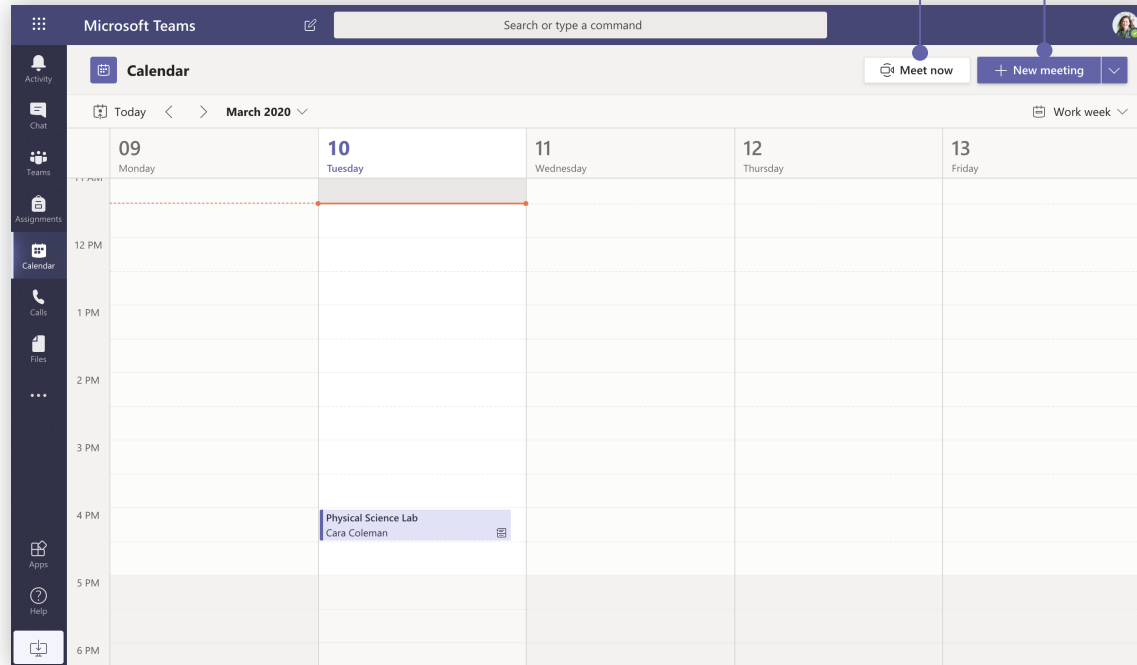 Microsoft Teams
Search or type a command
Activity
Chat
Teams
Assignments
Calendar
Calls
Files
Apps
Help
Calendar
Meet now
New meeting
Today
March 2020
Work week
09
Monday
10
Tuesday
11
Wednesday
12
Thursday
13
Friday
11 AM
12 PM
1 PM
2 PM
3 PM
4 PM
5 PM
6 PM
Physical Science Lab
Cara Coleman